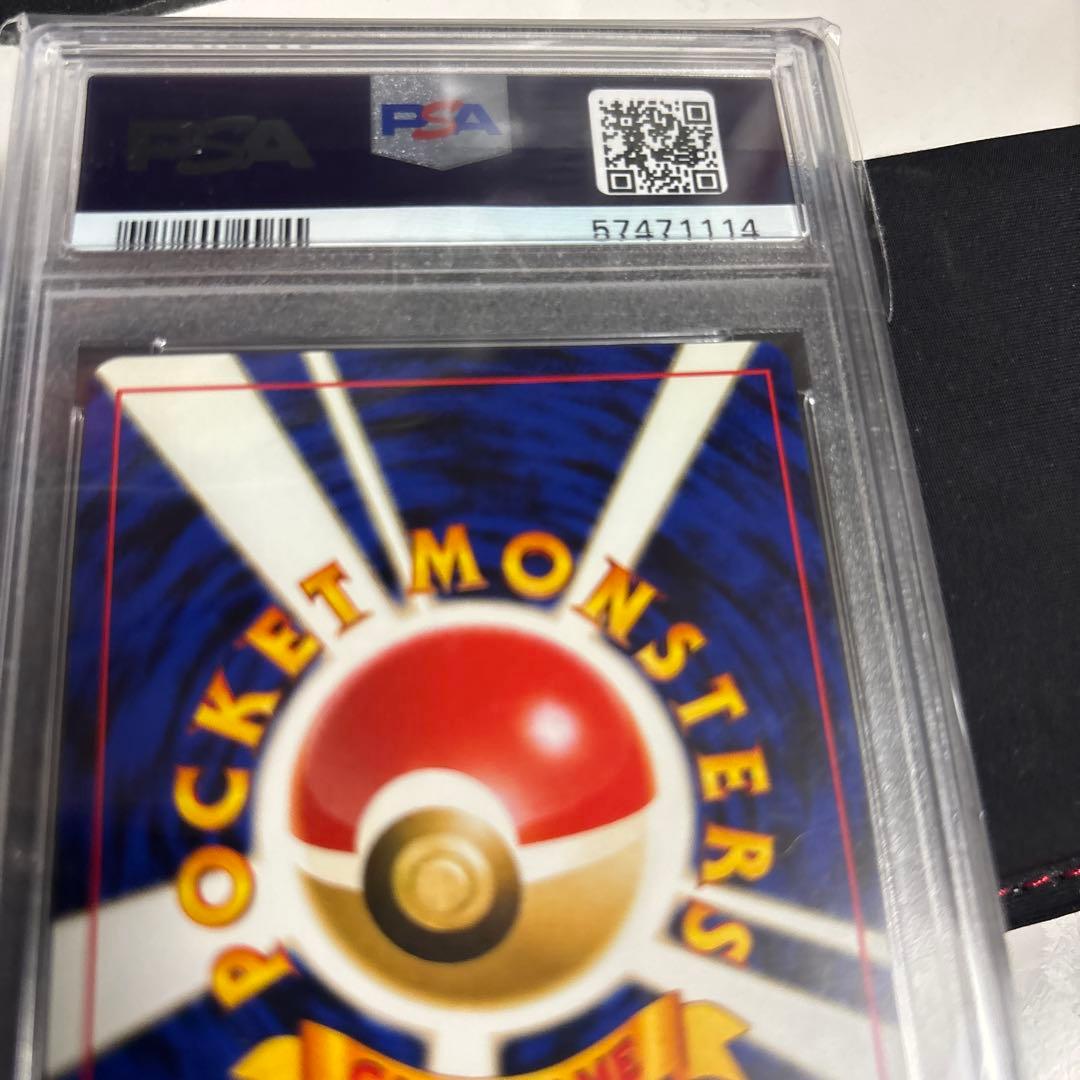 PSA
PSA
57471114
POCKET MONSTERS